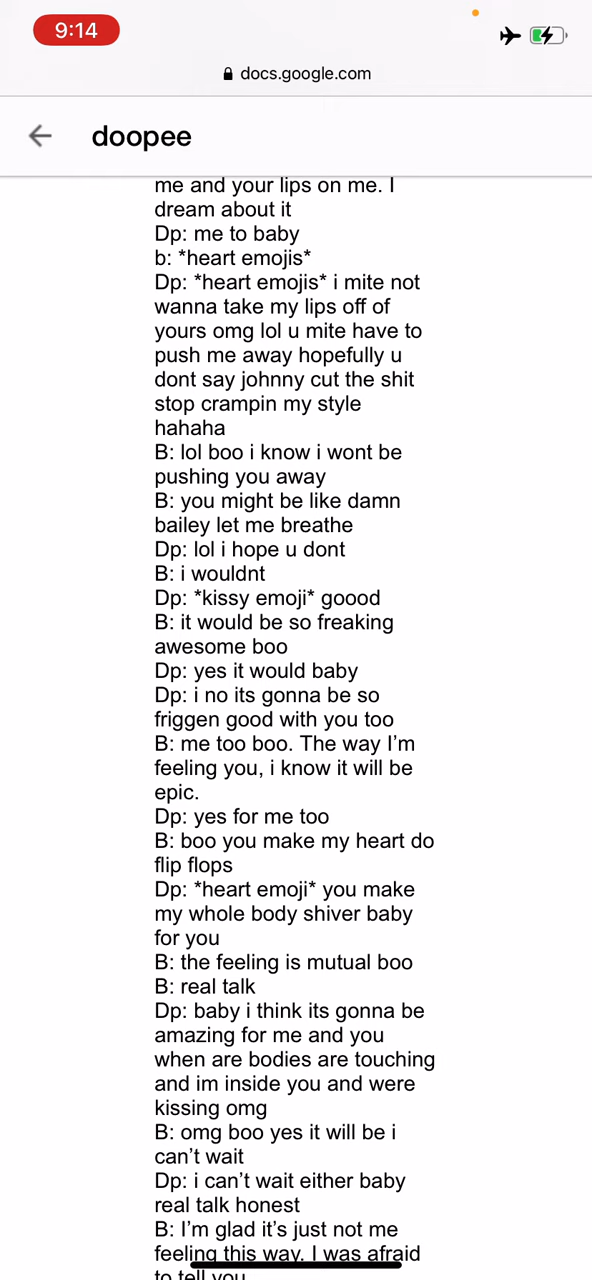 9:14
docs.google.com
doopee
me and your lips on me. I
dream about it
Dp: me to baby
b: *heart emojis*
Dp: *heart emojis* i mite not
wanna take my lips off of
yours omg lol u mite have to
push me away hopefully u
dont say johnny cut the shit
stop crampin my style
hahaha
B: lol boo i know i wont be
pushing you away
B: you might be like damn
bailey let me breathe
Dp: lol i hope u dont
B: i wouldnt
Dp: *kissy emoji* goood
B: it would be so freaking
awesome boo
Dp: yes it would baby
Dp: i no its gonna be so
friggen good with you too
B: me too boo. The way I’m
feeling you, i know it will be
epic.
Dp: yes for me too
B: boo you make my heart do
flip flops
Dp: *heart emoji* you make
my whole body shiver baby
for you
B: the feeling is mutual boo
B: real talk
Dp: baby i think its gonna be
amazing for me and you
when are bodies are touching
and im inside you and were
kissing omg
B: omg boo yes it will be i
can’t wait
Dp: i can’t wait either baby
real talk honest
B: I’m glad it’s just not me
feeling this way. I was afraid
to tell you